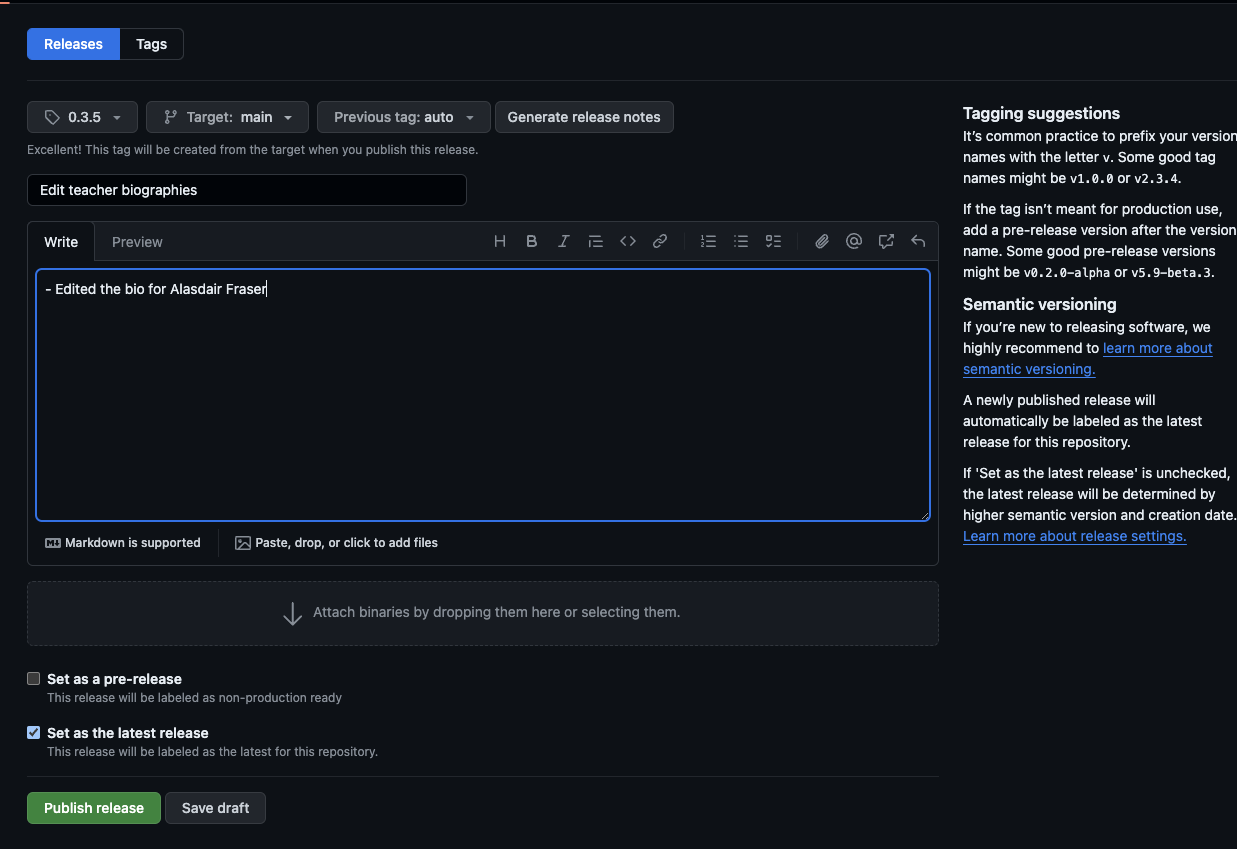 Releases
Tags
0.3.5
Target: main
Previous tag: auto
Generate release notes
Excellent! This tag will be created from the target when you publish this release.
Edit teacher biographies
Write
Preview
H B I
- Edited the bio for Alasdair Fraser
Markdown is supported
Paste, drop, or click to add files
Attach binaries by dropping them here or selecting them.
Set as a pre-release
This release will be labeled as non-production ready
Set as the latest release
This release will be labeled as the latest for this repository.
Publish release
Save draft
Tagging suggestions
It’s common practice to prefix your version
names with the letter v. Some good tag
names might be v1.0.0 or v2.3.4.
If the tag isn’t meant for production use,
add a pre-release version after the version
name. Some good pre-release versions
might be v0.2.0-alpha or v5.9-beta.3.
Semantic versioning
If you’re new to releasing software, we
highly recommend to learn more about
semantic versioning.
A newly published release will
automatically be labeled as the latest
release for this repository.
If 'Set as the latest release' is unchecked,
the latest release will be determined by
higher semantic version and creation date.
Learn more about release settings.